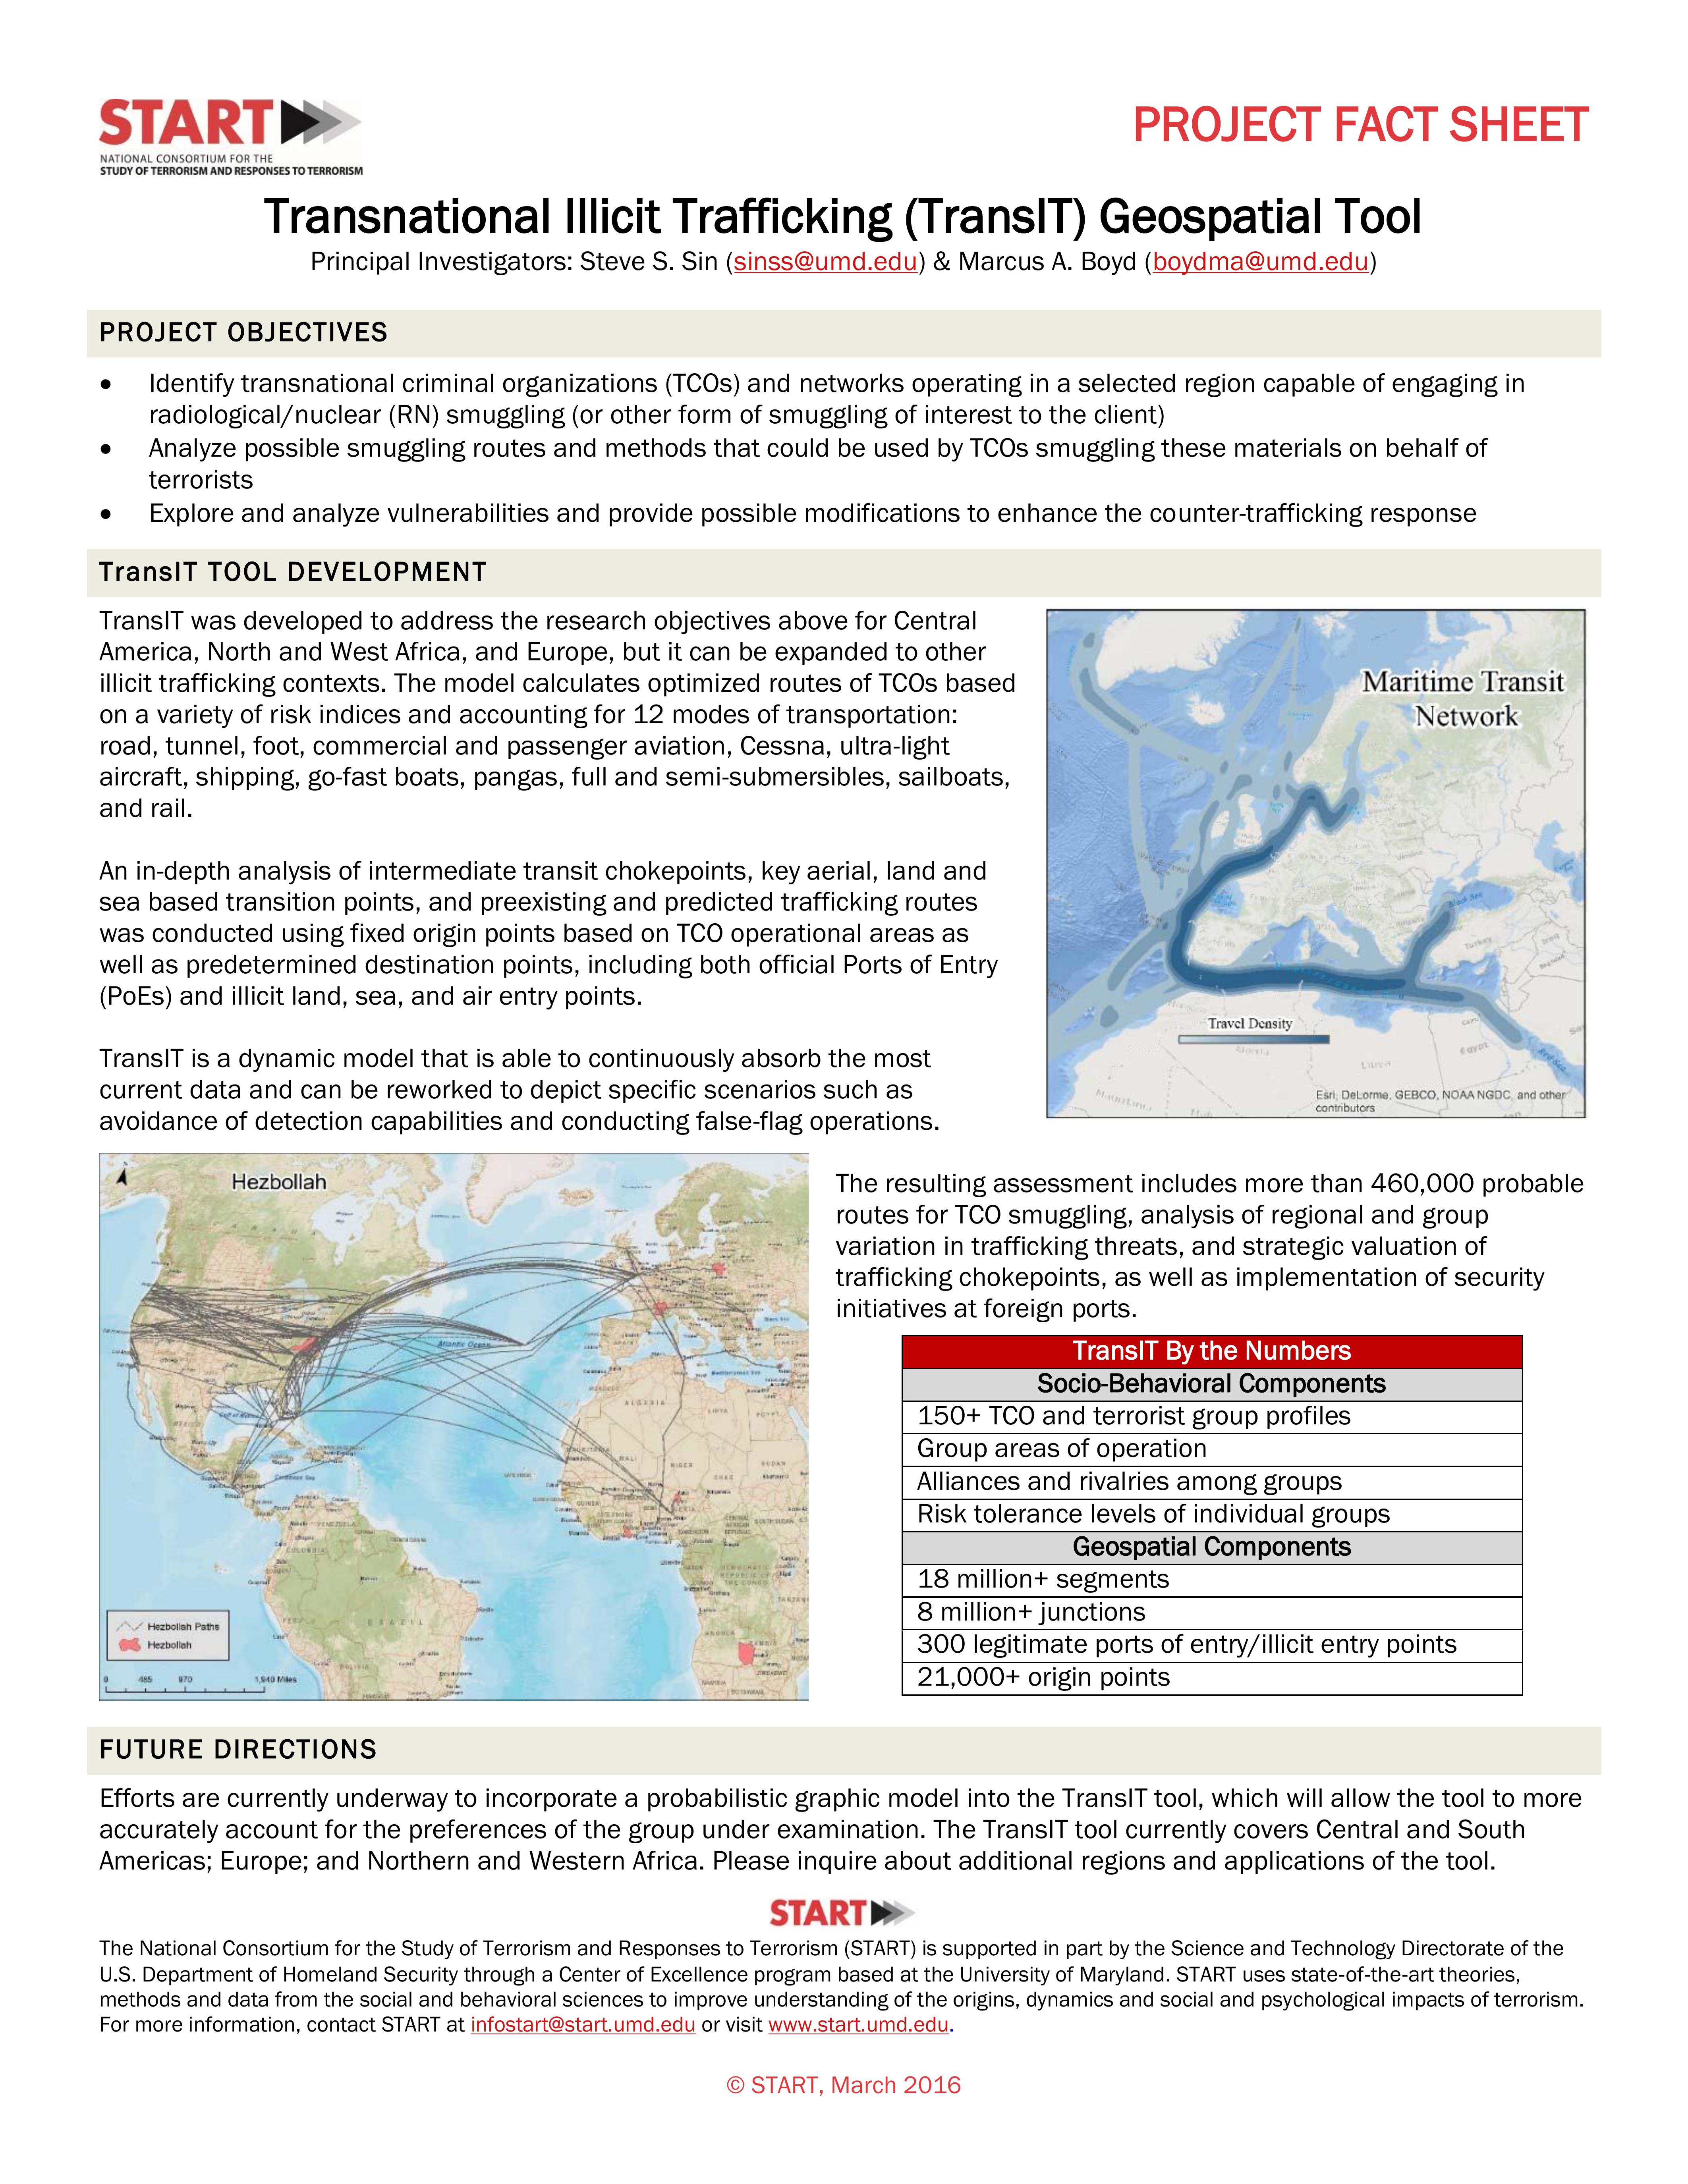 START
NATIONAL CONSORTIUM FOR THE
STUDY OF TERRORISM AND RESPONSES TO TERRORISM
PROJECT FACT SHEET
Transnational Illicit Trafficking (TransIT) Geospatial Tool
Principal Investigators: Steve S. Sin (sinss@umd.edu) & Marcus A. Boyd (boydma@umd.edu)
PROJECT OBJECTIVES
• Identify transnational criminal organizations (TCOs) and networks operating in a selected region capable of engaging in
radiological/nuclear (RN) smuggling (or other form of smuggling of interest to the client)
• Analyze possible smuggling routes and methods that could be used by TCOs smuggling these materials on behalf of
terrorists
• Explore and analyze vulnerabilities and provide possible modifications to enhance the counter-trafficking response
TransIT TOOL DEVELOPMENT
TransIT was developed to address the research objectives above for Central
America, North and West Africa, and Europe, but it can be expanded to other
illicit trafficking contexts. The model calculates optimized routes of TCOs based
on a variety of risk indices and accounting for 12 modes of transportation:
road, tunnel, foot, commercial and passenger aviation, Cessna, ultra-light
aircraft, shipping, go-fast boats, pangas, full and semi-submersibles, sailboats,
and rail.
An in-depth analysis of intermediate transit chokepoints, key aerial, land and
sea based transition points, and preexisting and predicted trafficking routes
was conducted using fixed origin points based on TCO operational areas as
well as predetermined destination points, including both official Ports of Entry
(PoEs) and illicit land, sea, and air entry points.
TransIT is a dynamic model that is able to continuously absorb the most
current data and can be reworked to depict specific scenarios such as
avoidance of detection capabilities and conducting false-flag operations.
Maritime Transit
Network
Black Sea
Turkey
Iraq
Travel Density
Algeria
Libya
Egypt
Red Sea
Esri, DeLorme, GEBCO, NOAA NGDC, and other
contributors
Hezbollah
Atlantic Ocean
ALGERIA
LIBYA
EGYPT
MEXICO
MALI
NIGER
SUDAN
VENEZUELA
COLOMBIA
BRAZIL
ANGOLA
Hezbollah Paths
Hezbollah
0 485 970 1,940 Miles
The resulting assessment includes more than 460,000 probable
routes for TCO smuggling, analysis of regional and group
variation in trafficking threats, and strategic valuation of
trafficking chokepoints, as well as implementation of security
initiatives at foreign ports.
TransIT By the Numbers
Socio-Behavioral Components
150+ TCO and terrorist group profiles
Group areas of operation
Alliances and rivalries among groups
Risk tolerance levels of individual groups
Geospatial Components
18 million+ segments
8 million+ junctions
300 legitimate ports of entry/illicit entry points
21,000+ origin points
FUTURE DIRECTIONS
Efforts are currently underway to incorporate a probabilistic graphic model into the TransIT tool, which will allow the tool to more
accurately account for the preferences of the group under examination. The TransIT tool currently covers Central and South
Americas; Europe; and Northern and Western Africa. Please inquire about additional regions and applications of the tool.
START
The National Consortium for the Study of Terrorism and Responses to Terrorism (START) is supported in part by the Science and Technology Directorate of the
U.S. Department of Homeland Security through a Center of Excellence program based at the University of Maryland. START uses state-of-the-art theories,
methods and data from the social and behavioral sciences to improve understanding of the origins, dynamics and social and psychological impacts of terrorism.
For more information, contact START at infostart@start.umd.edu or visit www.start.umd.edu.
© START, March 2016